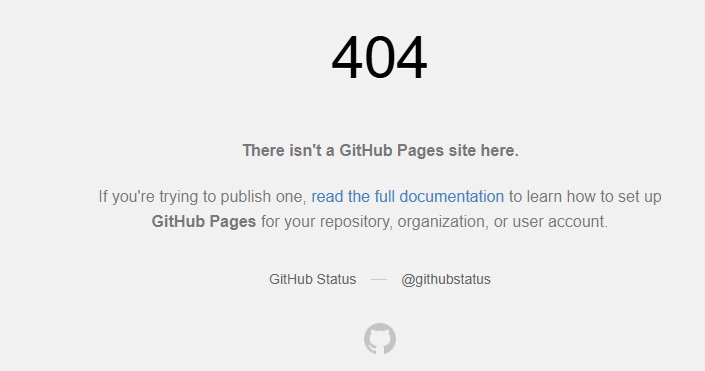 404
There isn't a GitHub Pages site here.
If you're trying to publish one, read the full documentation to learn how to set up
GitHub Pages for your repository, organization, or user account.
GitHub Status — @githubstatus